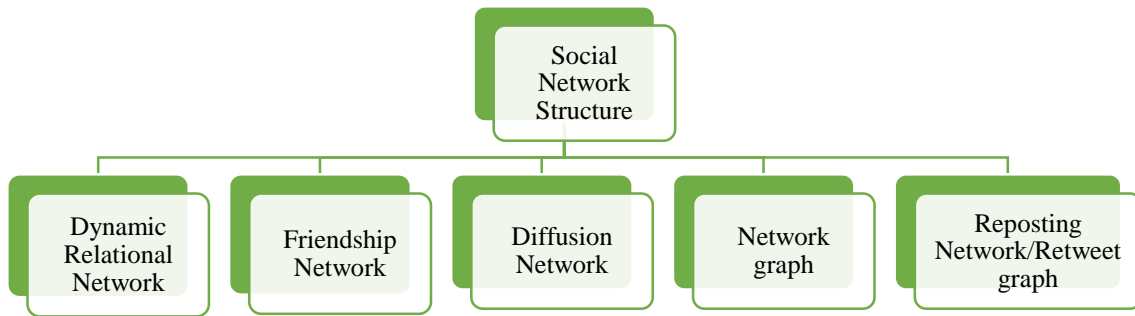 Social
Network
Structure
Dynamic
Relational
Network
Friendship
Network
Diffusion
Network
Network
graph
Reposting
Network/Retweet
graph